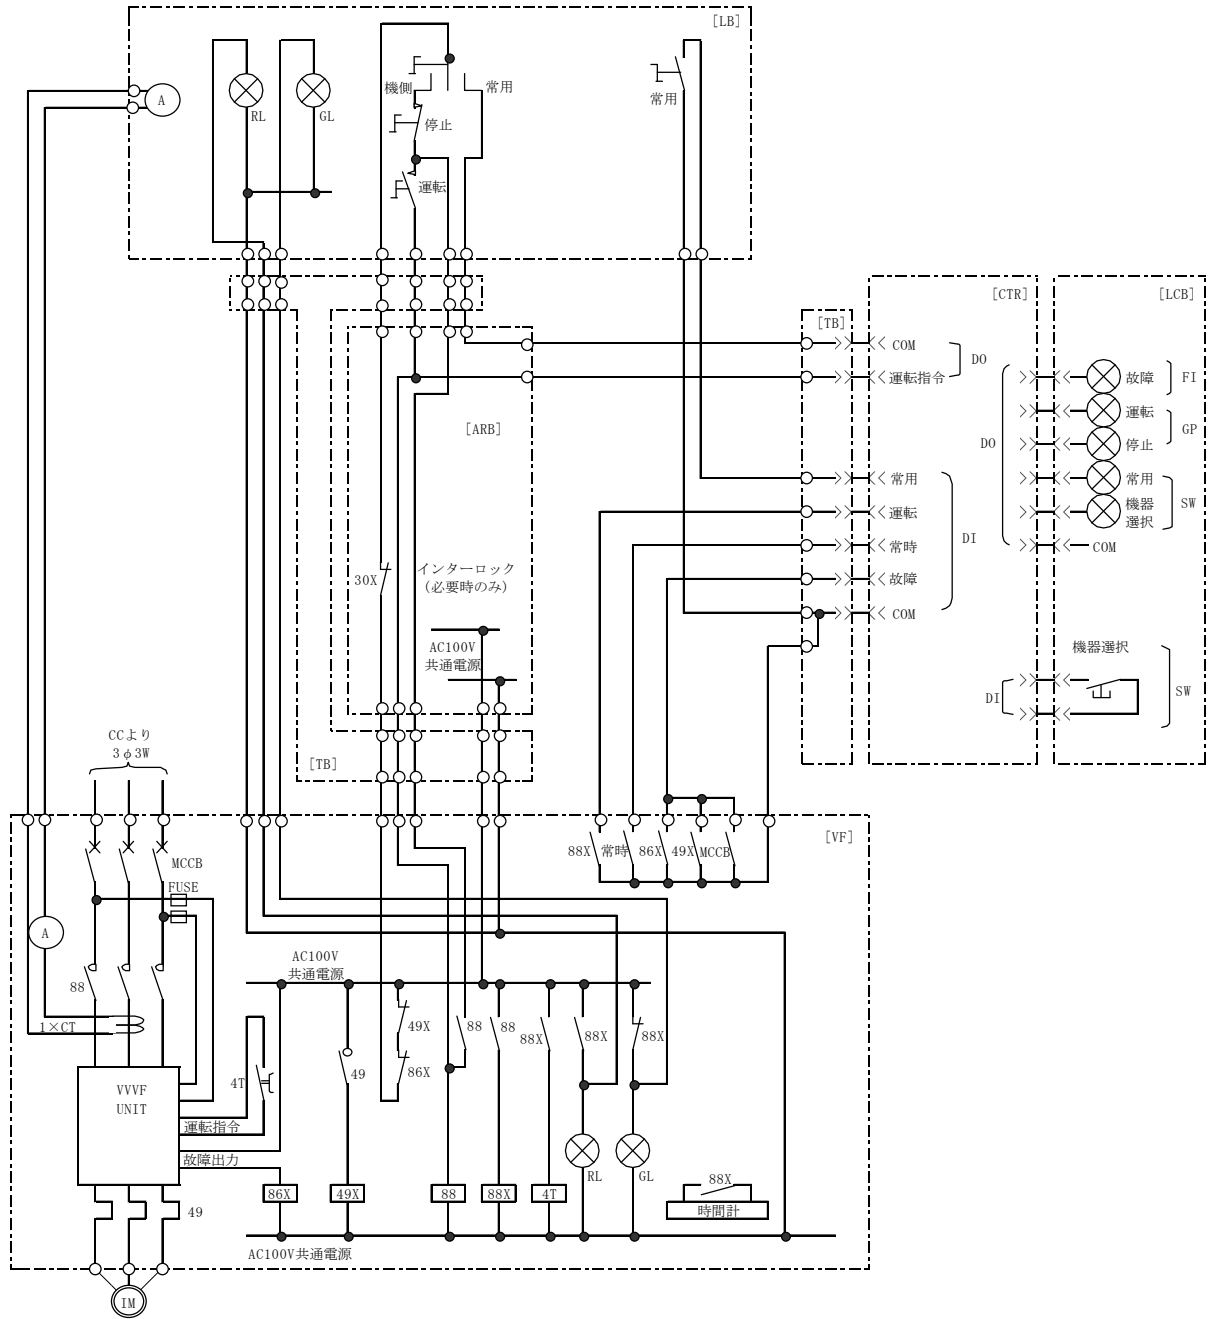 [LB]
A
RL
GL
機側
常用
停止
運転
常用
[TB]
[CTR]
[LCB]
COM
運転指令
DO
常用
運転
常時
故障
COM
DI
DO
故障
FI
運転
GP
停止
常用
SW
機器
選択
COM
機器選択
DI
SW
[ARB]
30X
インターロック
(必要時のみ)
AC100V
共通電源
[TB]
CCより
3φ3W
[VF]
MCCB
FUSE
88X
常時
86X
49X
MCCB
A
88
1×CT
AC100V
共通電源
49X
86X
49
88
88
88X
88X
88X
4T
VVVF
UNIT
運転指令
故障出力
RL
GL
86X
49X
88
88X
4T
88X
時間計
49
AC100V共通電源
IM